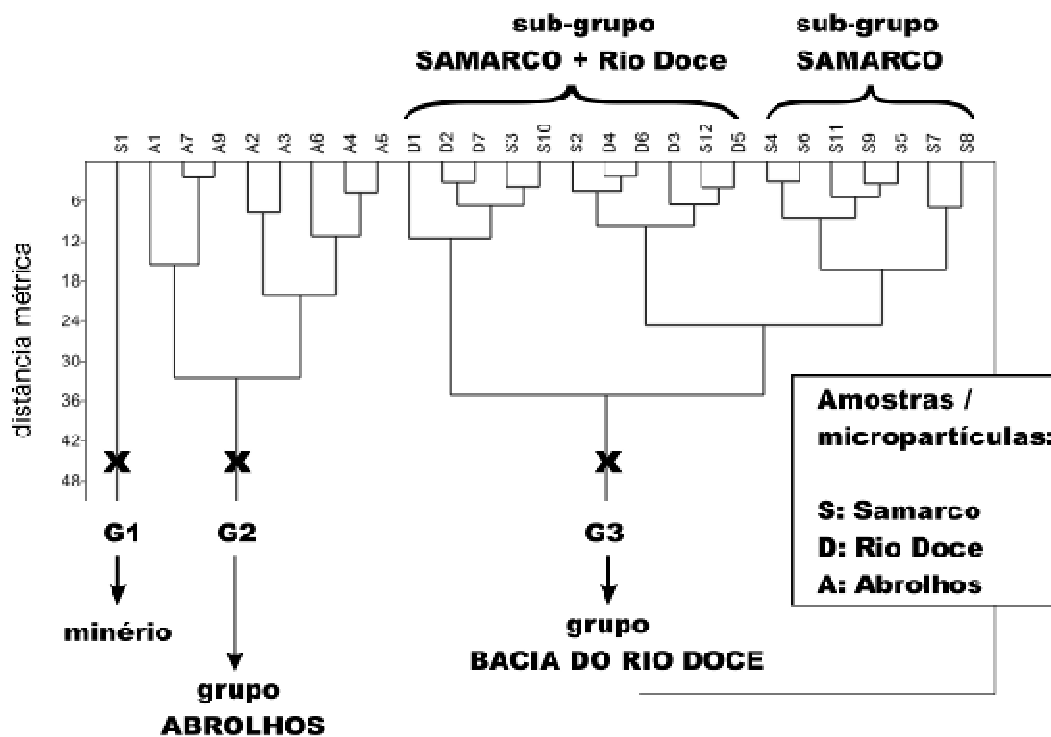 sub-grupo
SAMARCO + Rio Doce
sub-grupo
SAMARCO
S1 A1 A7 A9 A2 A3 A6 A4 A5 D1 D2 D7 S3 S10 S2 D4 D6 D3 S12 D5 S4 S6 S11 S9 S5 S7 S8
distância métrica
6
12
18
24
30
36
42
48
X X X
G1 G2 G3
minério
grupo
ABROLHOS
grupo
BACIA DO RIO DOCE
Amostras /
micropartículas:
S: Samarco
D: Rio Doce
A: Abrolhos